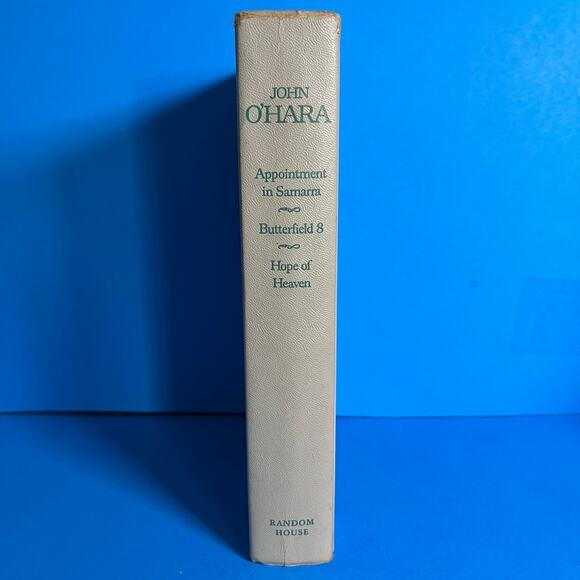 JOHN
O'HARA
Appointment
in Samarra
Butterfield 8
Hope of
Heaven
RANDOM
HOUSE